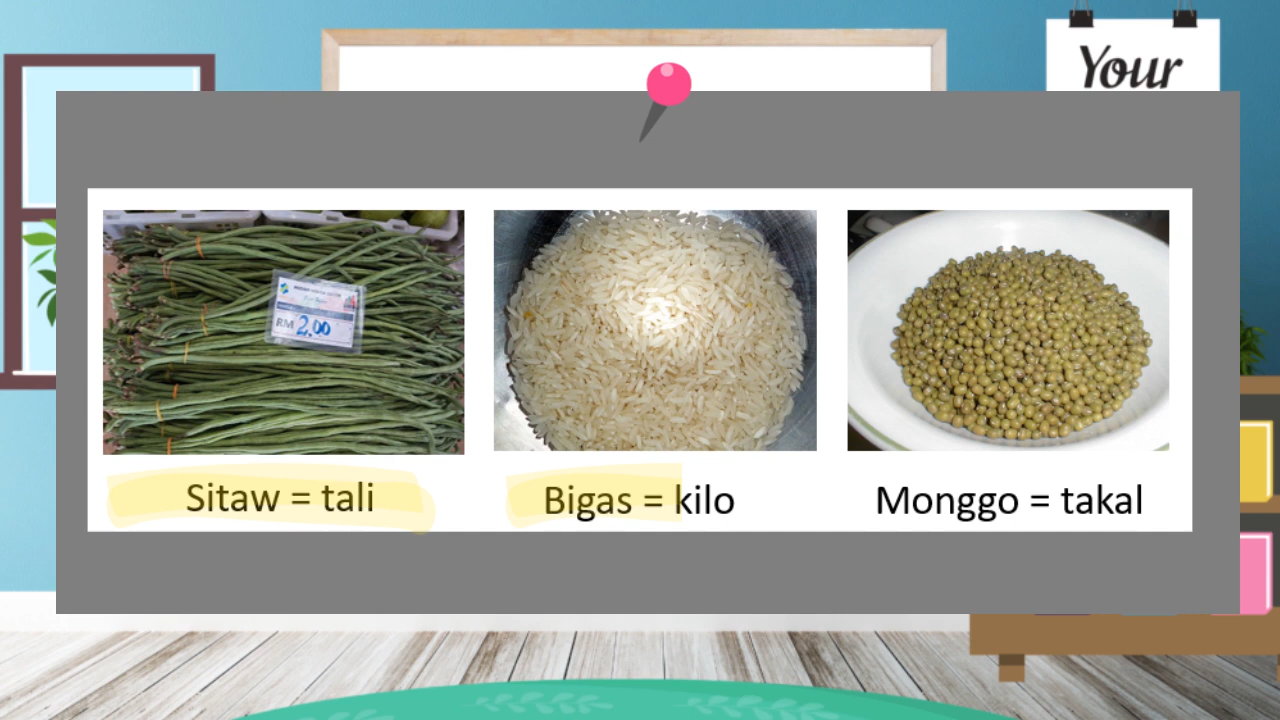 Your
RM 2.00
Sitaw = tali
Bigas = kilo
Monggo = takal